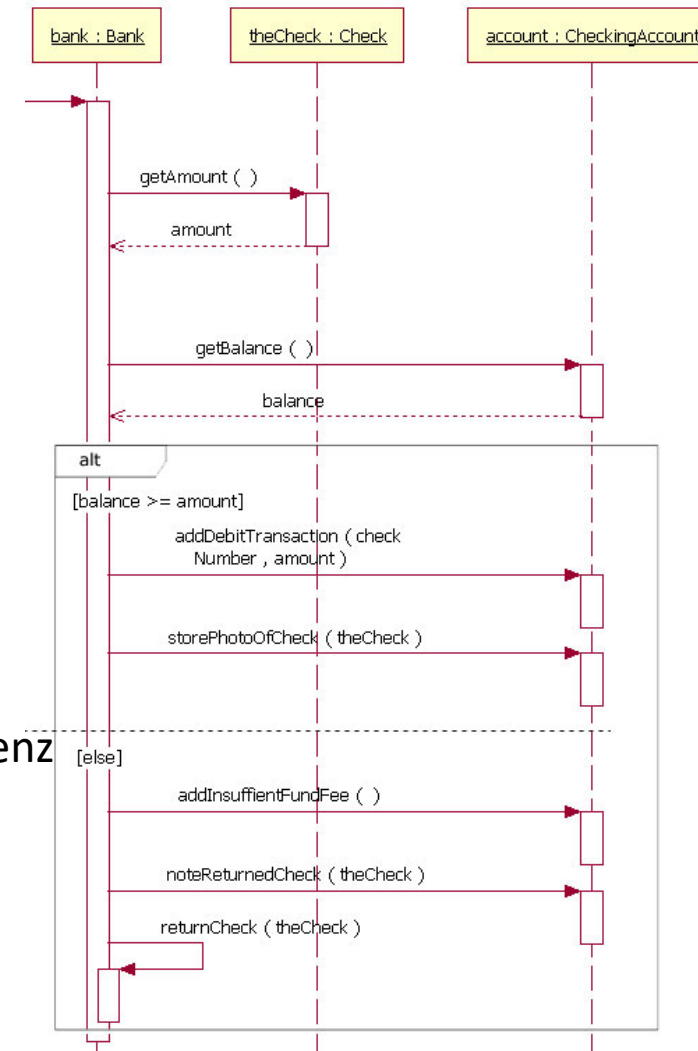 bank : Bank
theCheck : Check
account : CheckingAccount
getAmount ( )
amount
getBalance ( )
balance
alt
[balance >= amount]
addDebitTransaction ( check
Number , amount )
storePhotoOfCheck ( theCheck )
enz
[else]
addInsuffientFundFee ( )
noteReturnedCheck ( theCheck )
returnCheck ( theCheck )